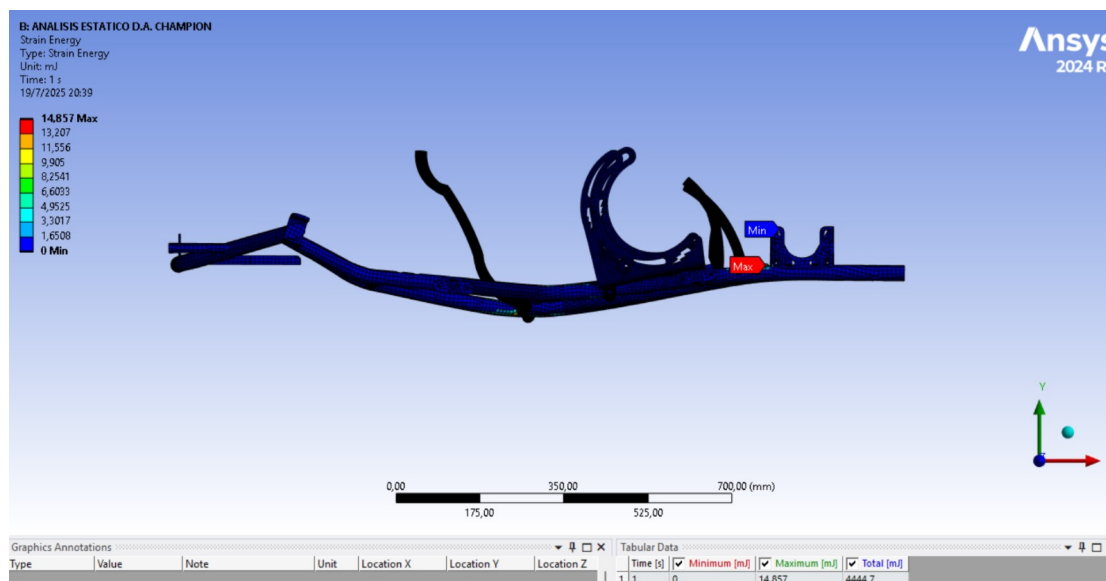 B: ANALISIS ESTATICO D.A. CHAMPION
Strain Energy
Type: Strain Energy
Unit: mJ
Time: 1 s
19/7/2025 20:39
Ansys
2024 R
14,857 Max
13,207
11,556
9,905
8,2541
6,6033
4,9525
3,3017
1,6508
0 Min
Min
Max
Y
0,00 350,00 700,00 (mm)
175,00 525,00
Graphics Annotations
Type Value Note Unit Location X Location Y Location Z
Tabular Data
Time [s] Minimum [mJ] Maximum [mJ] Total [mJ]
1 1 0 14,857 4444,7